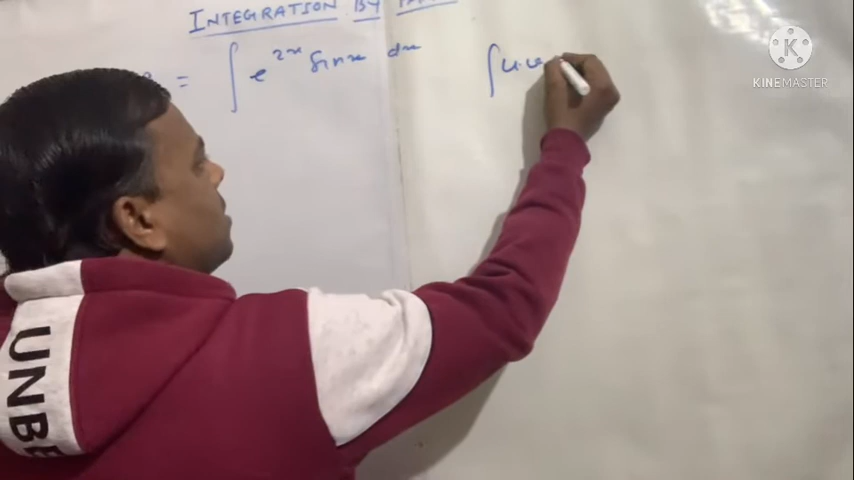 INTEGRATION BY
= ∫ e^2x Sinx dx
∫ u.v
UNBE
KINEMASTER